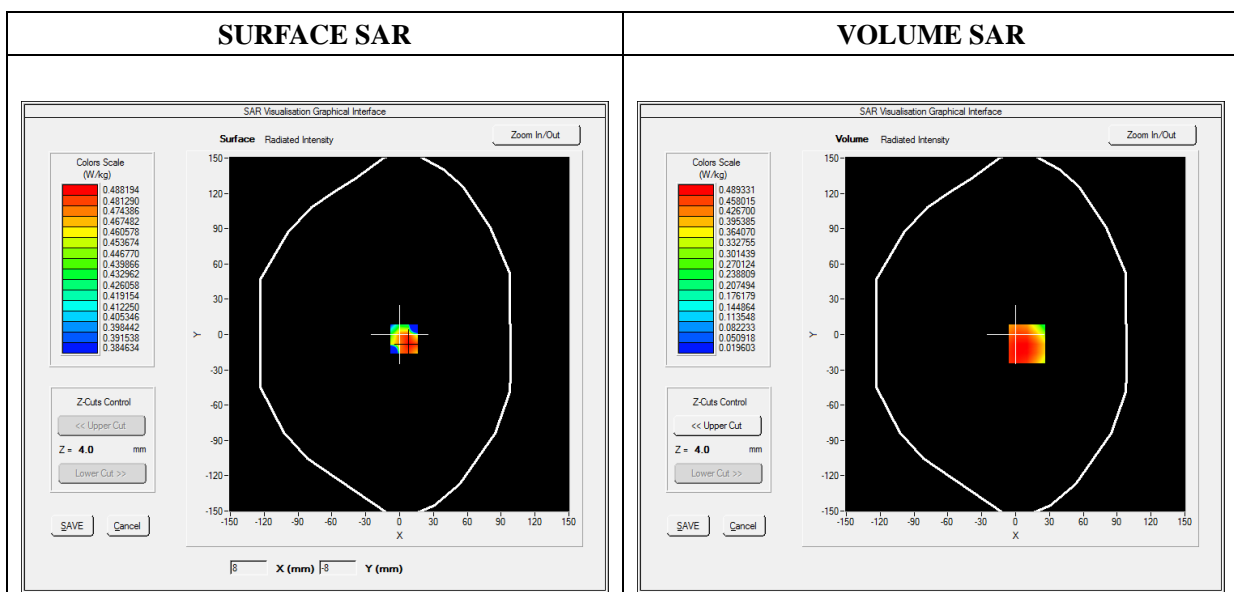 SURFACE SAR
VOLUME SAR
SAR Visualisation Graphical Interface
Surface Radiated Intensity
Zoom In/Out
Colors Scale
(W/kg)
0.488194
0.481290
0.474386
0.467482
0.460578
0.453674
0.446770
0.439866
0.432962
0.426058
0.419154
0.412250
0.405346
0.398442
0.391538
0.384634
150
120
90
60
30
0
-30
-60
-90
-120
-150
Y
-150 -120 -90 -60 -30 0 30 60 90 120 150
X
Z-Cuts Control
<< Upper Cut
Z = 4.0 mm
Lower Cut >>
SAVE Cancel
8 X (mm) -8 Y (mm)
SAR Visualisation Graphical Interface
Volume Radiated Intensity
Zoom In/Out
Colors Scale
(W/kg)
0.489331
0.458015
0.426700
0.395385
0.364070
0.332755
0.301439
0.270124
0.238809
0.207494
0.176179
0.144864
0.113548
0.082233
0.050918
0.019603
150
120
90
60
30
0
-30
-60
-90
-120
-150
Y
-150 -120 -90 -60 -30 0 30 60 90 120 150
X
Z-Cuts Control
<< Upper Cut
Z = 4.0 mm
Lower Cut >>
SAVE Cancel